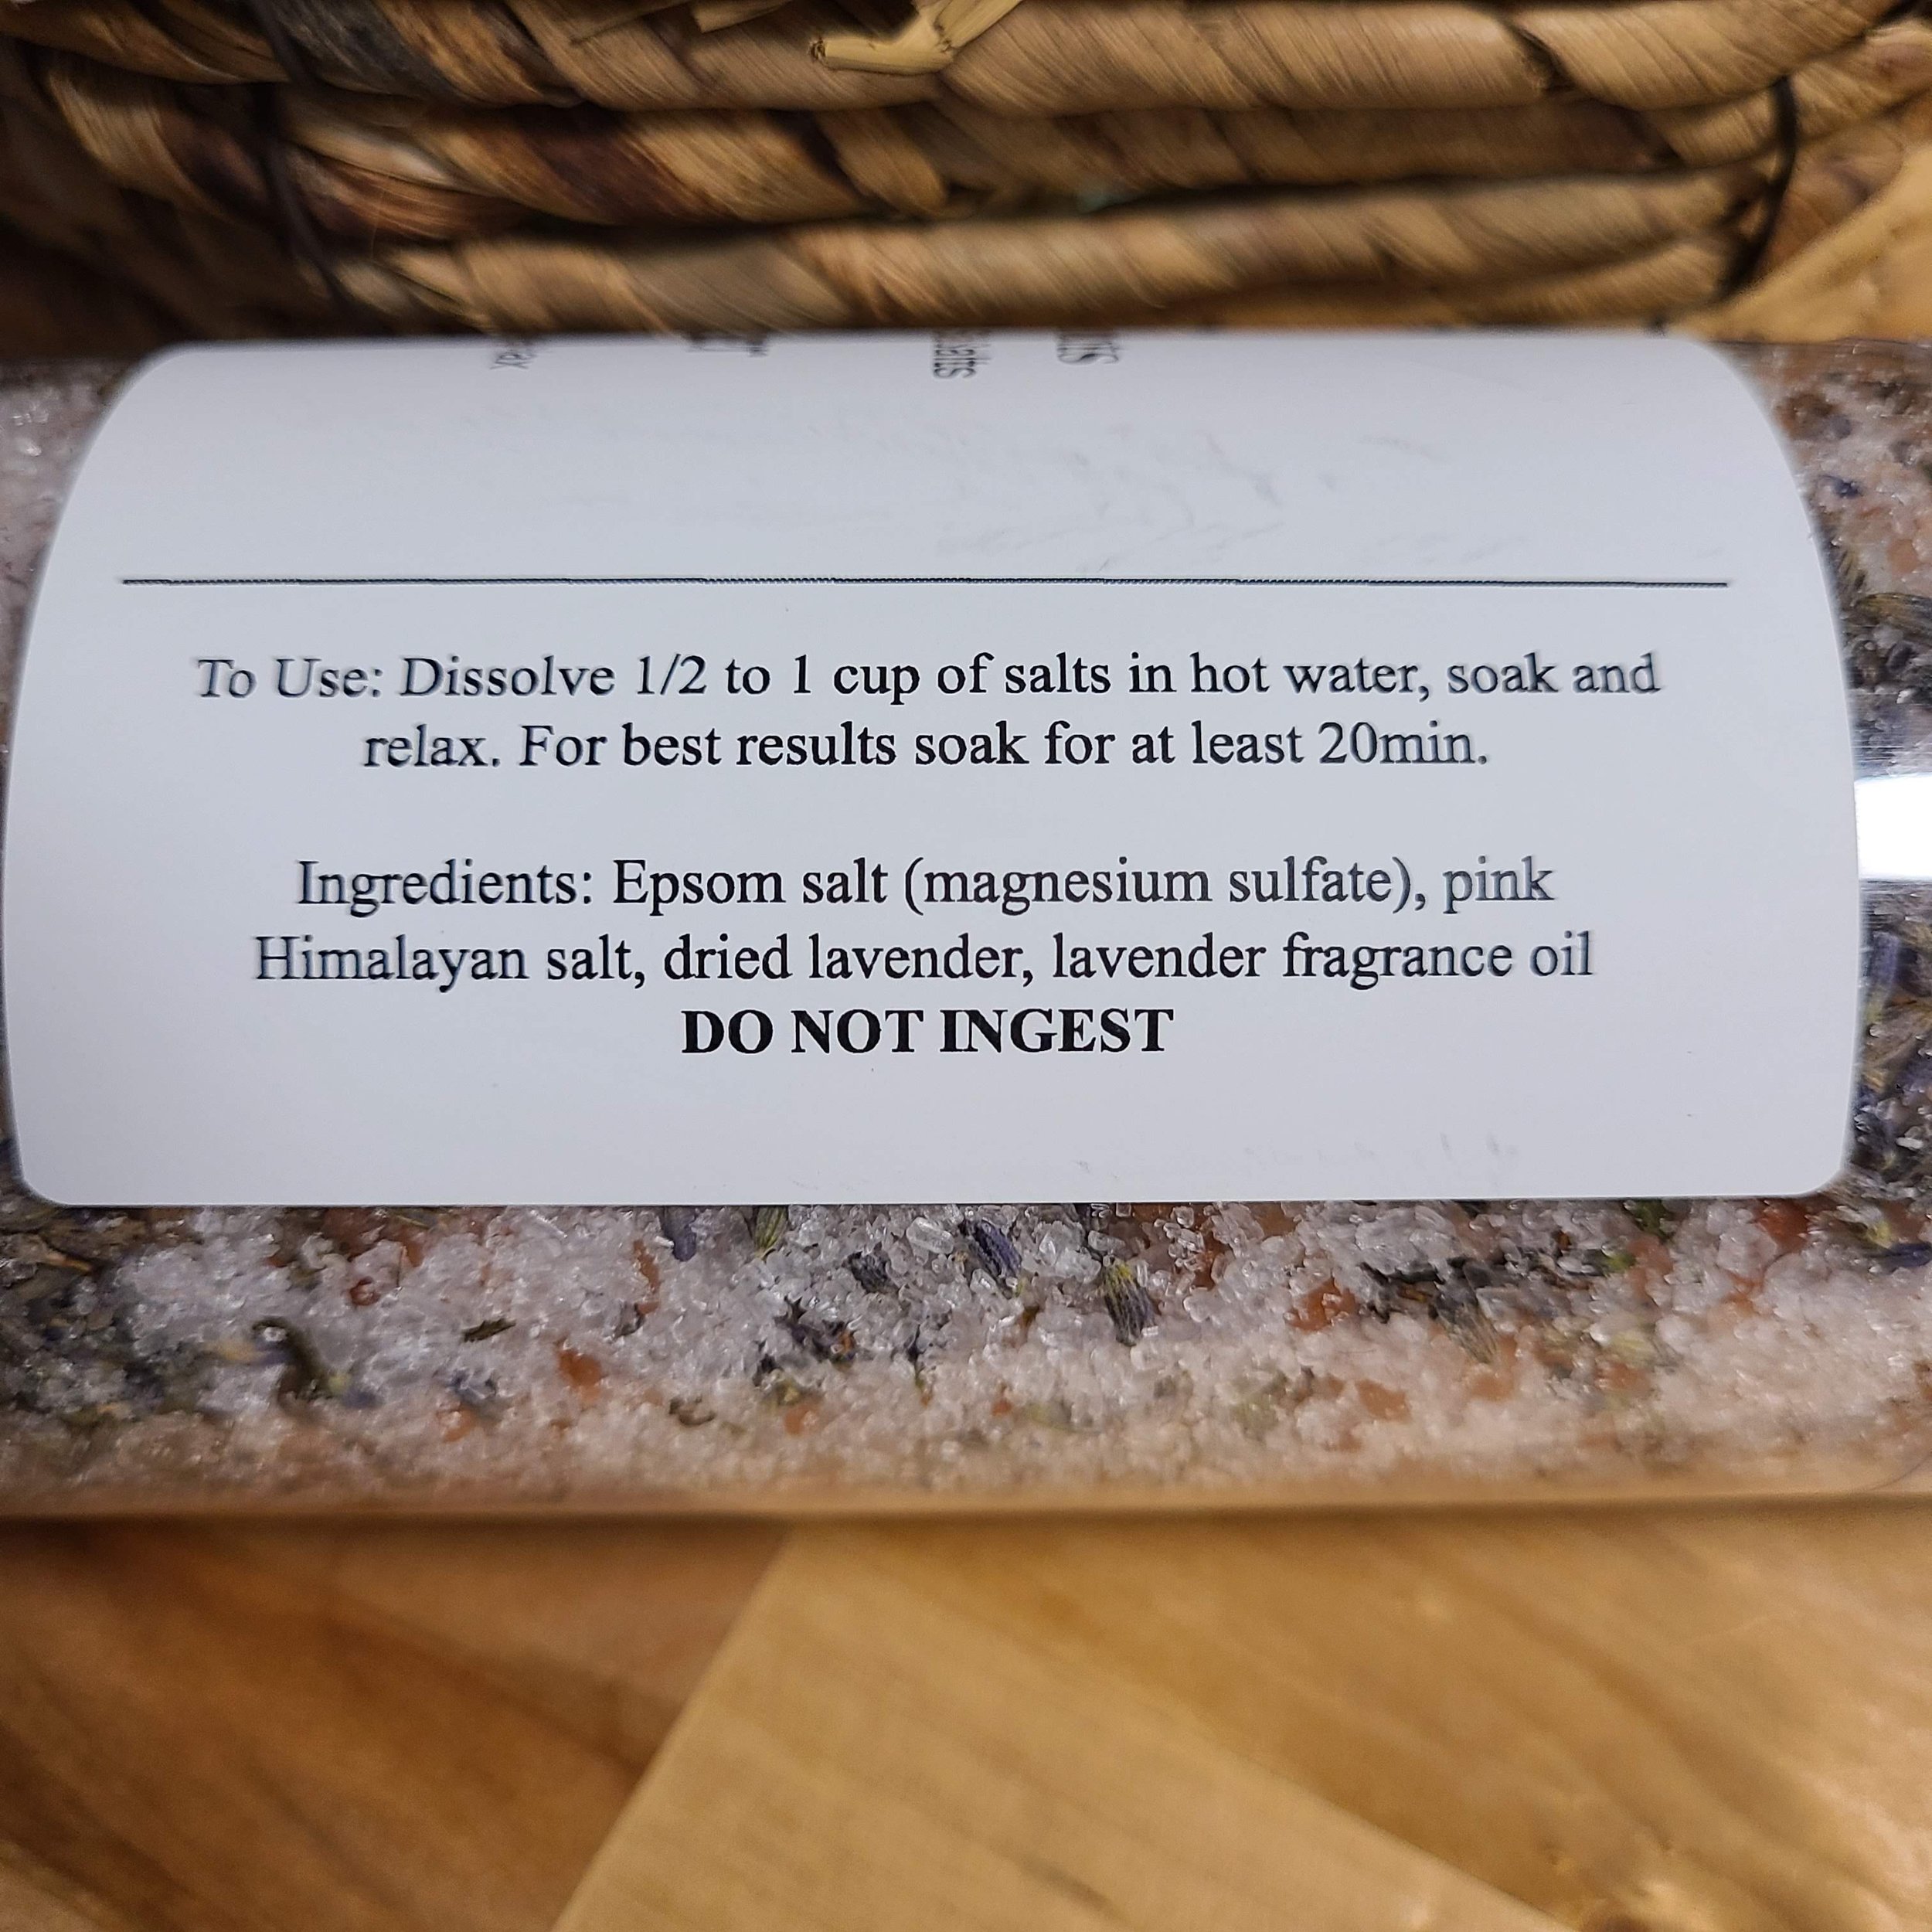 To Use: Dissolve 1/2 to 1 cup of salts in hot water, soak and
relax. For best results soak for at least 20min.
Ingredients: Epsom salt (magnesium sulfate), pink
Himalayan salt, dried lavender, lavender fragrance oil
DO NOT INGEST